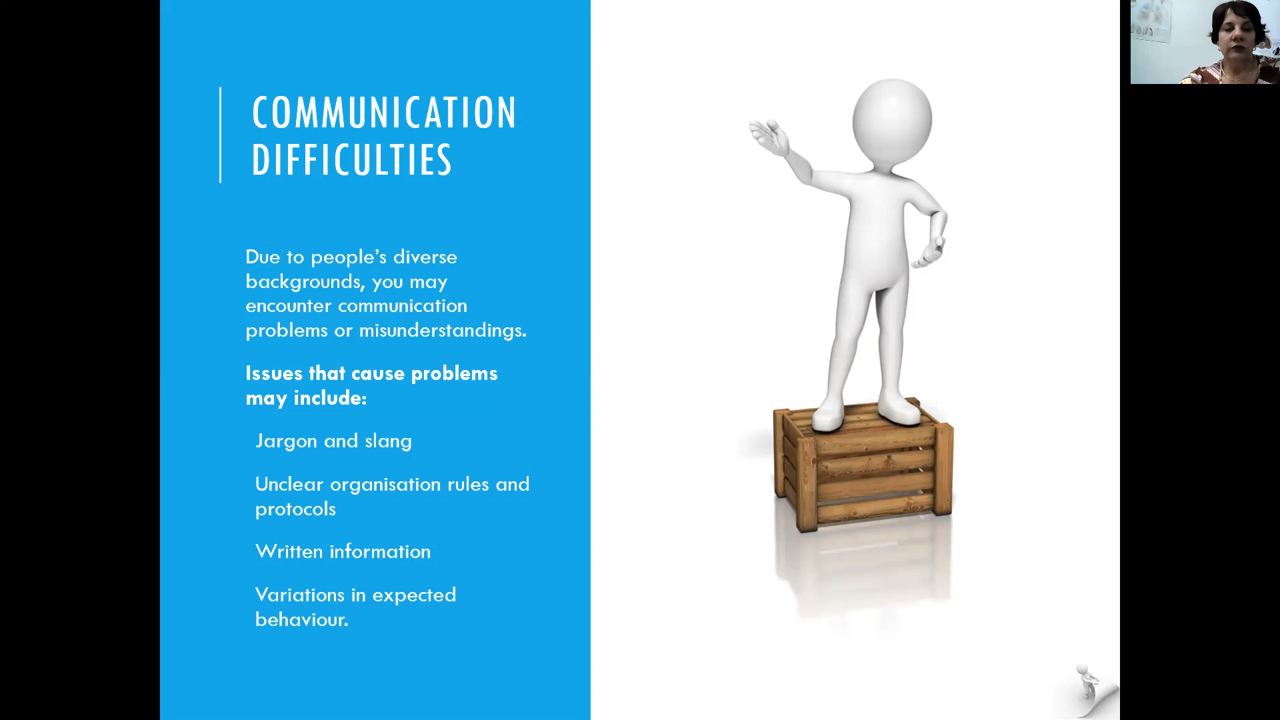 COMMUNICATION
DIFFICULTIES
Due to people's diverse
backgrounds, you may
encounter communication
problems or misunderstandings.
Issues that cause problems
may include:
Jargon and slang
Unclear organisation rules and
protocols
Written information
Variations in expected
behaviour.